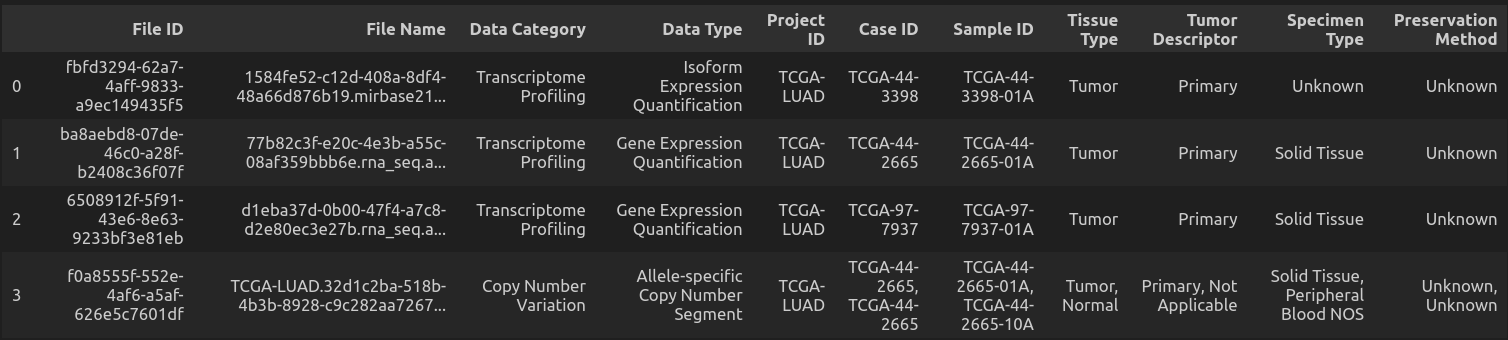 File ID File Name Data Category Data Type Project ID Case ID Sample ID Tissue Type Tumor Descriptor Specimen Type Preservation Method
0 fbfd3294-62a7-4aff-9833-a9ec149435f5 1584fe52-c12d-408a-8df4-48a66d876b19.mirbase21... Transcriptome Profiling Isoform Expression Quantification TCGA-LUAD TCGA-44-3398 TCGA-44-3398-01A Tumor Primary Unknown Unknown
1 ba8aebd8-07de-46c0-a28f-b2408c36f07f 77b82c3f-e20c-4e3b-a55c-08af359bbb6e.rna_seq.a... Transcriptome Profiling Gene Expression Quantification TCGA-LUAD TCGA-44-2665 TCGA-44-2665-01A Tumor Primary Solid Tissue Unknown
2 6508912f-5f91-43e6-8e63-9233bf3e81eb d1eba37d-0b00-47f4-a7c8-d2e80ec3e27b.rna_seq.a... Transcriptome Profiling Gene Expression Quantification TCGA-LUAD TCGA-97-7937 TCGA-97-7937-01A Tumor Primary Solid Tissue Unknown
3 f0a8555f-552e-4af6-a5af-626e5c7601df TCGA-LUAD.32d1c2ba-518b-4b3b-8928-c9c282aa7267... Copy Number Variation Allele-specific Copy Number Segment TCGA-LUAD TCGA-44-2665, TCGA-44-2665 TCGA-44-2665-01A, TCGA-44-2665-10A Tumor, Normal Primary, Not Applicable Solid Tissue, Peripheral Blood NOS Unknown, Unknown